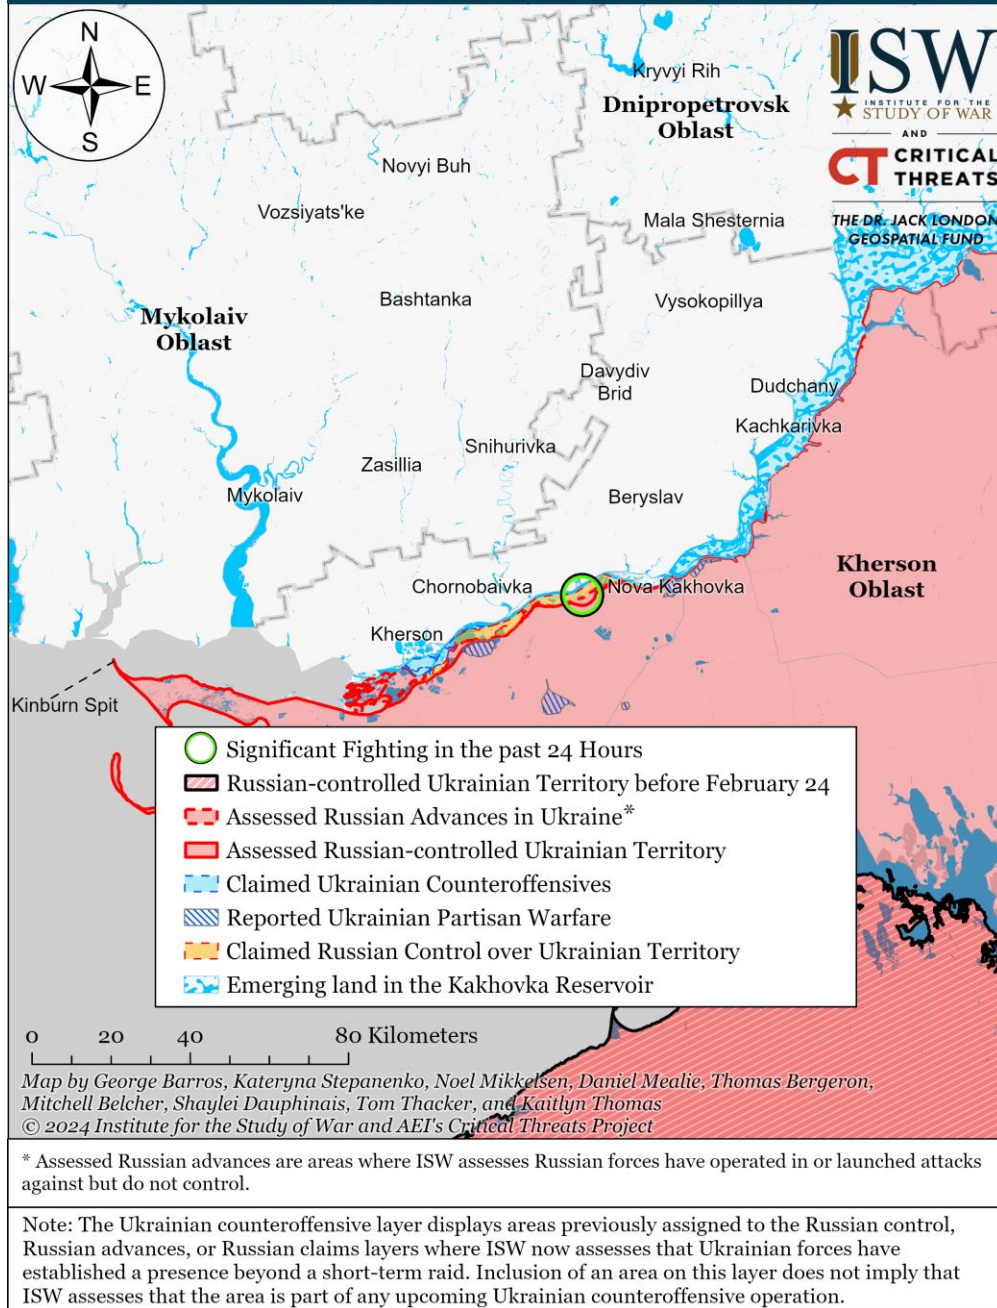 N
W E
S
ISW
INSTITUTE FOR THE
STUDY OF WAR
AND
CT CRITICAL
THREATS
THE DR. JACK LONDON
GEOSPATIAL FUND
Kryvyi Rih
Dnipropetrovsk
Oblast
Novyi Buh
Vozsiyats'ke
Mala Shesternia
Bashtanka
Vysokopillya
Mykolaiv
Oblast
Davydiv
Brid
Dudchany
Kachkarivka
Snihurivka
Zasillia
Mykolaiv
Beryslav
Kherson
Oblast
Chornobaivka
Nova Kakhovka
Kherson
Kinburn Spit
Significant Fighting in the past 24 Hours
Russian-controlled Ukrainian Territory before February 24
Assessed Russian Advances in Ukraine*
Assessed Russian-controlled Ukrainian Territory
Claimed Ukrainian Counteroffensives
Reported Ukrainian Partisan Warfare
Claimed Russian Control over Ukrainian Territory
Emerging land in the Kakhovka Reservoir
0 20 40 80 Kilometers
Map by George Barros, Kateryna Stepanenko, Noel Mikkelsen, Daniel Mealie, Thomas Bergeron,
Mitchell Belcher, Shaylei Dauphinais, Tom Thacker, and Kaitlyn Thomas
© 2024 Institute for the Study of War and AEI's Critical Threats Project
* Assessed Russian advances are areas where ISW assesses Russian forces have operated in or launched attacks
against but do not control.
Note: The Ukrainian counteroffensive layer displays areas previously assigned to the Russian control,
Russian advances, or Russian claims layers where ISW now assesses that Ukrainian forces have
established a presence beyond a short-term raid. Inclusion of an area on this layer does not imply that
ISW assesses that the area is part of any upcoming Ukrainian counteroffensive operation.